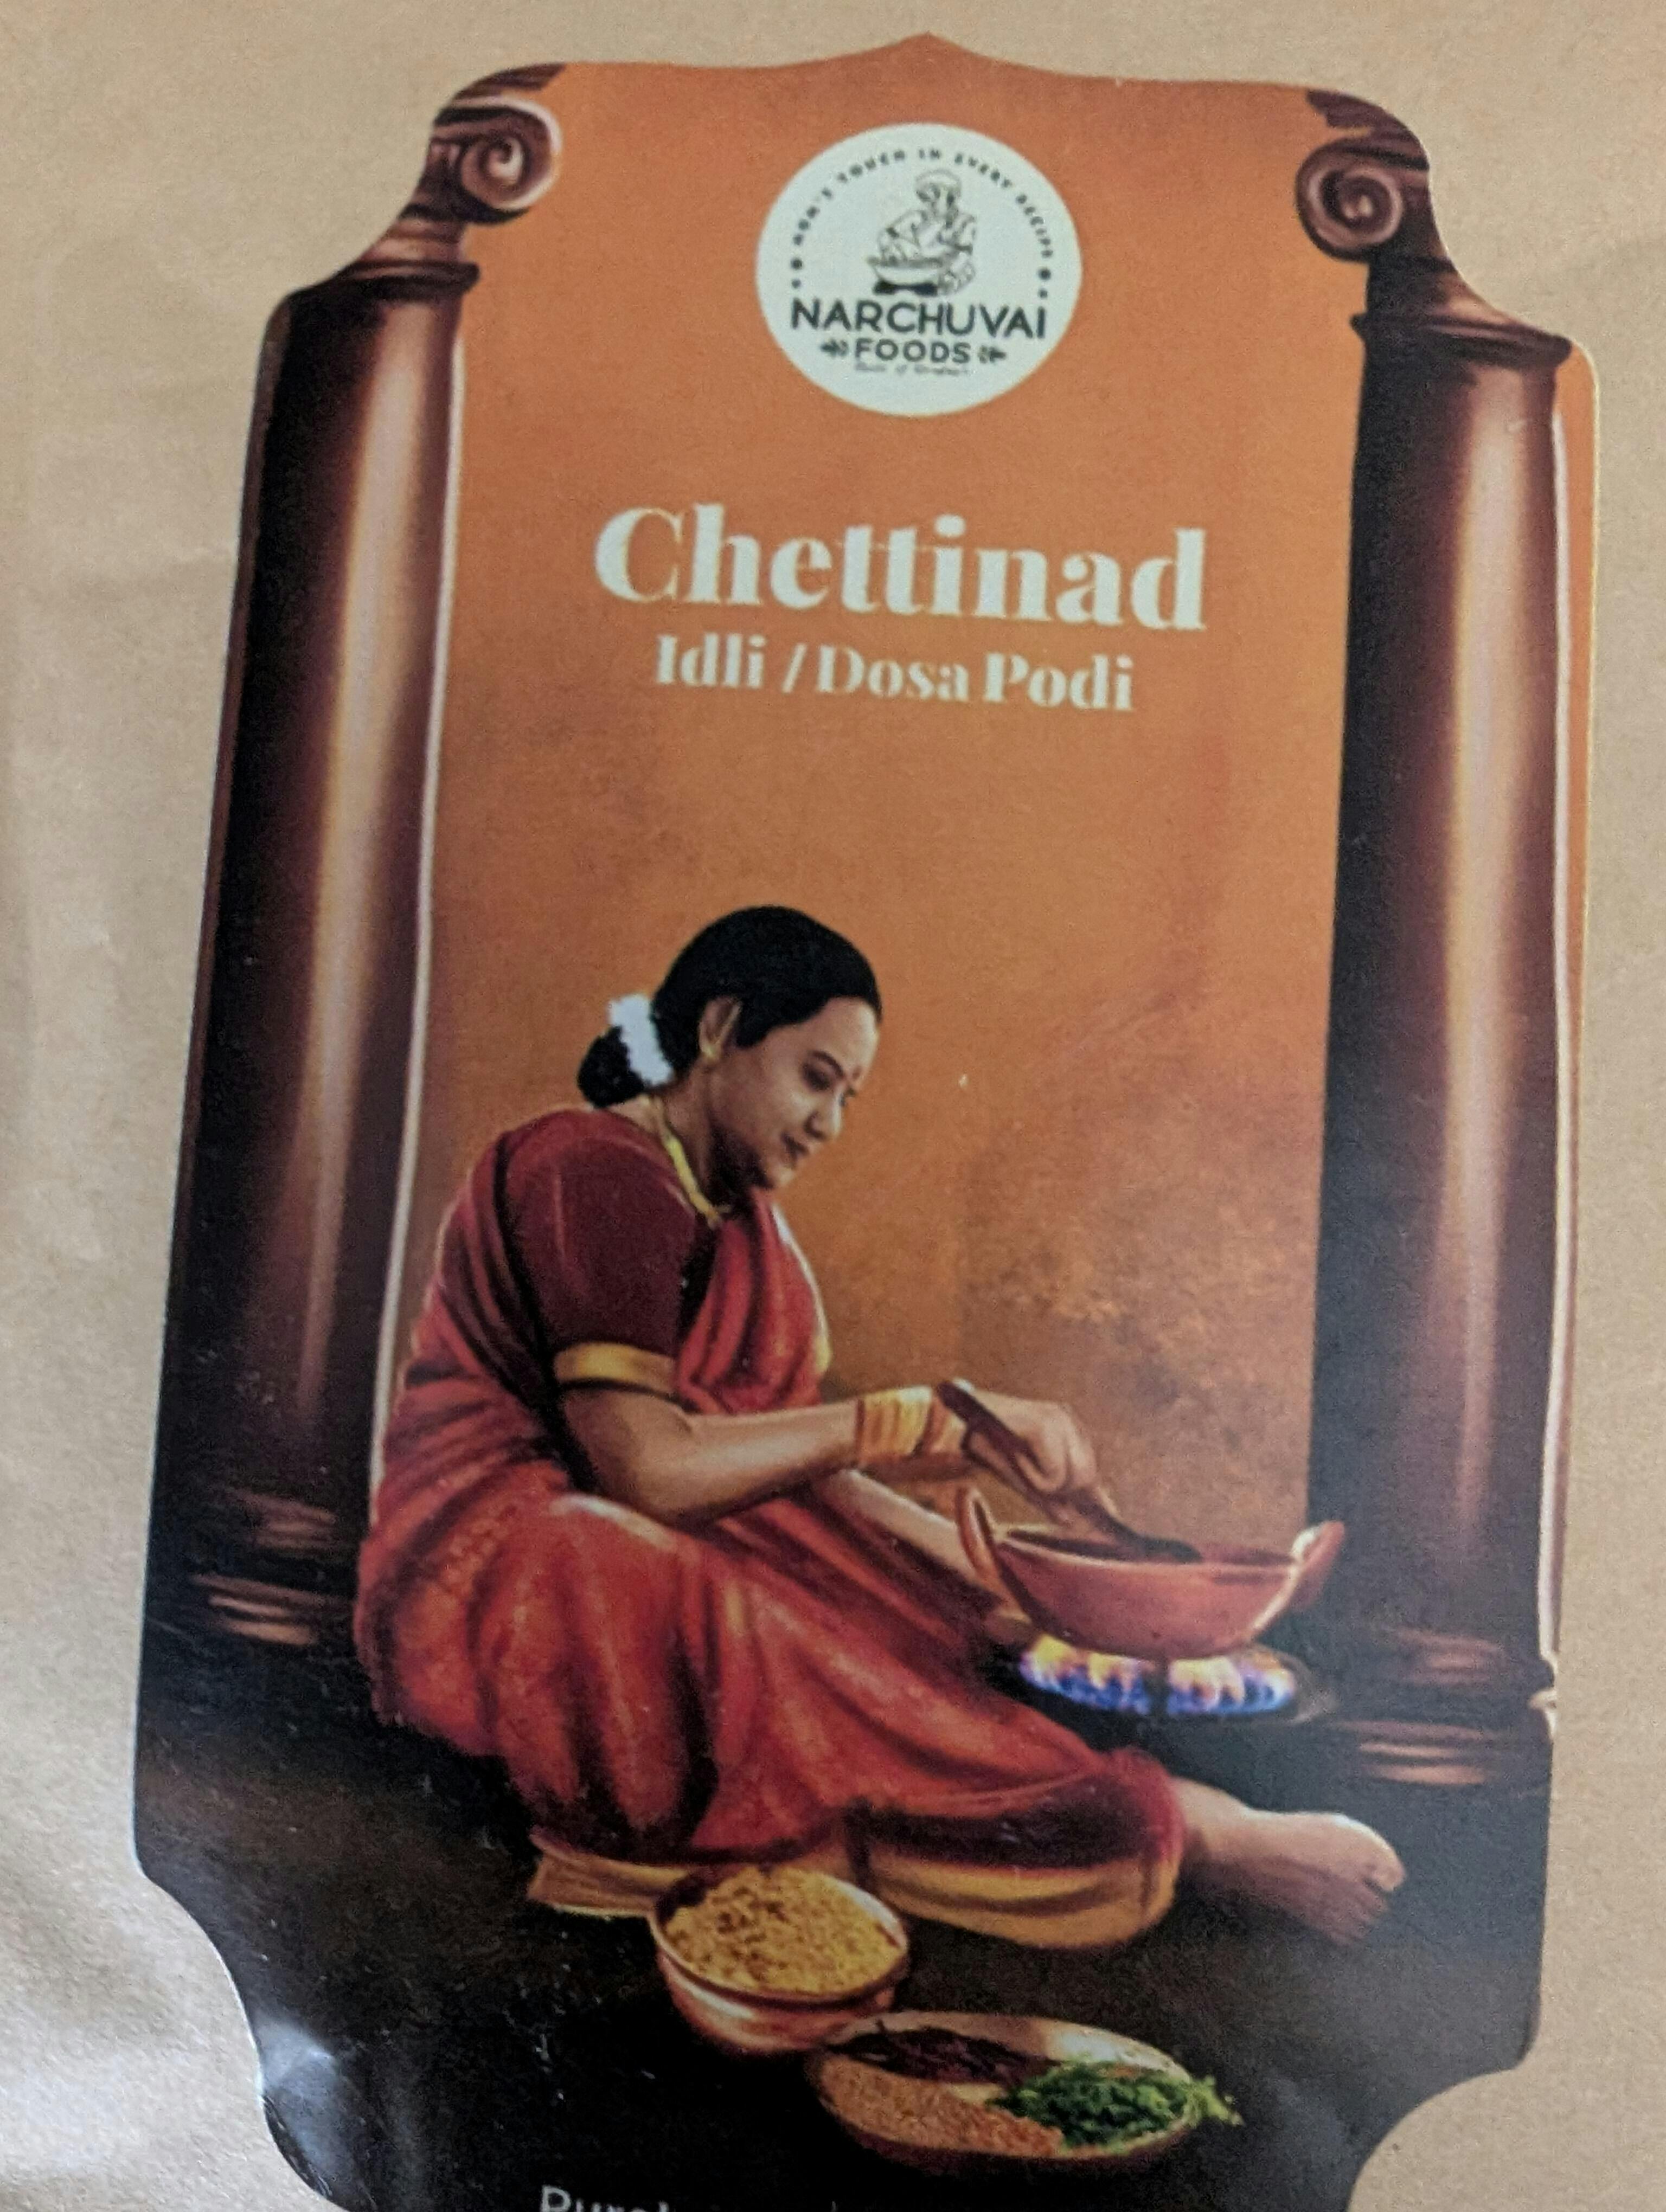 MOM'S TOUCH IN EVERY RECIPE
NARCHUVAI
FOODS
Chettinad
Idli / Dosa Podi